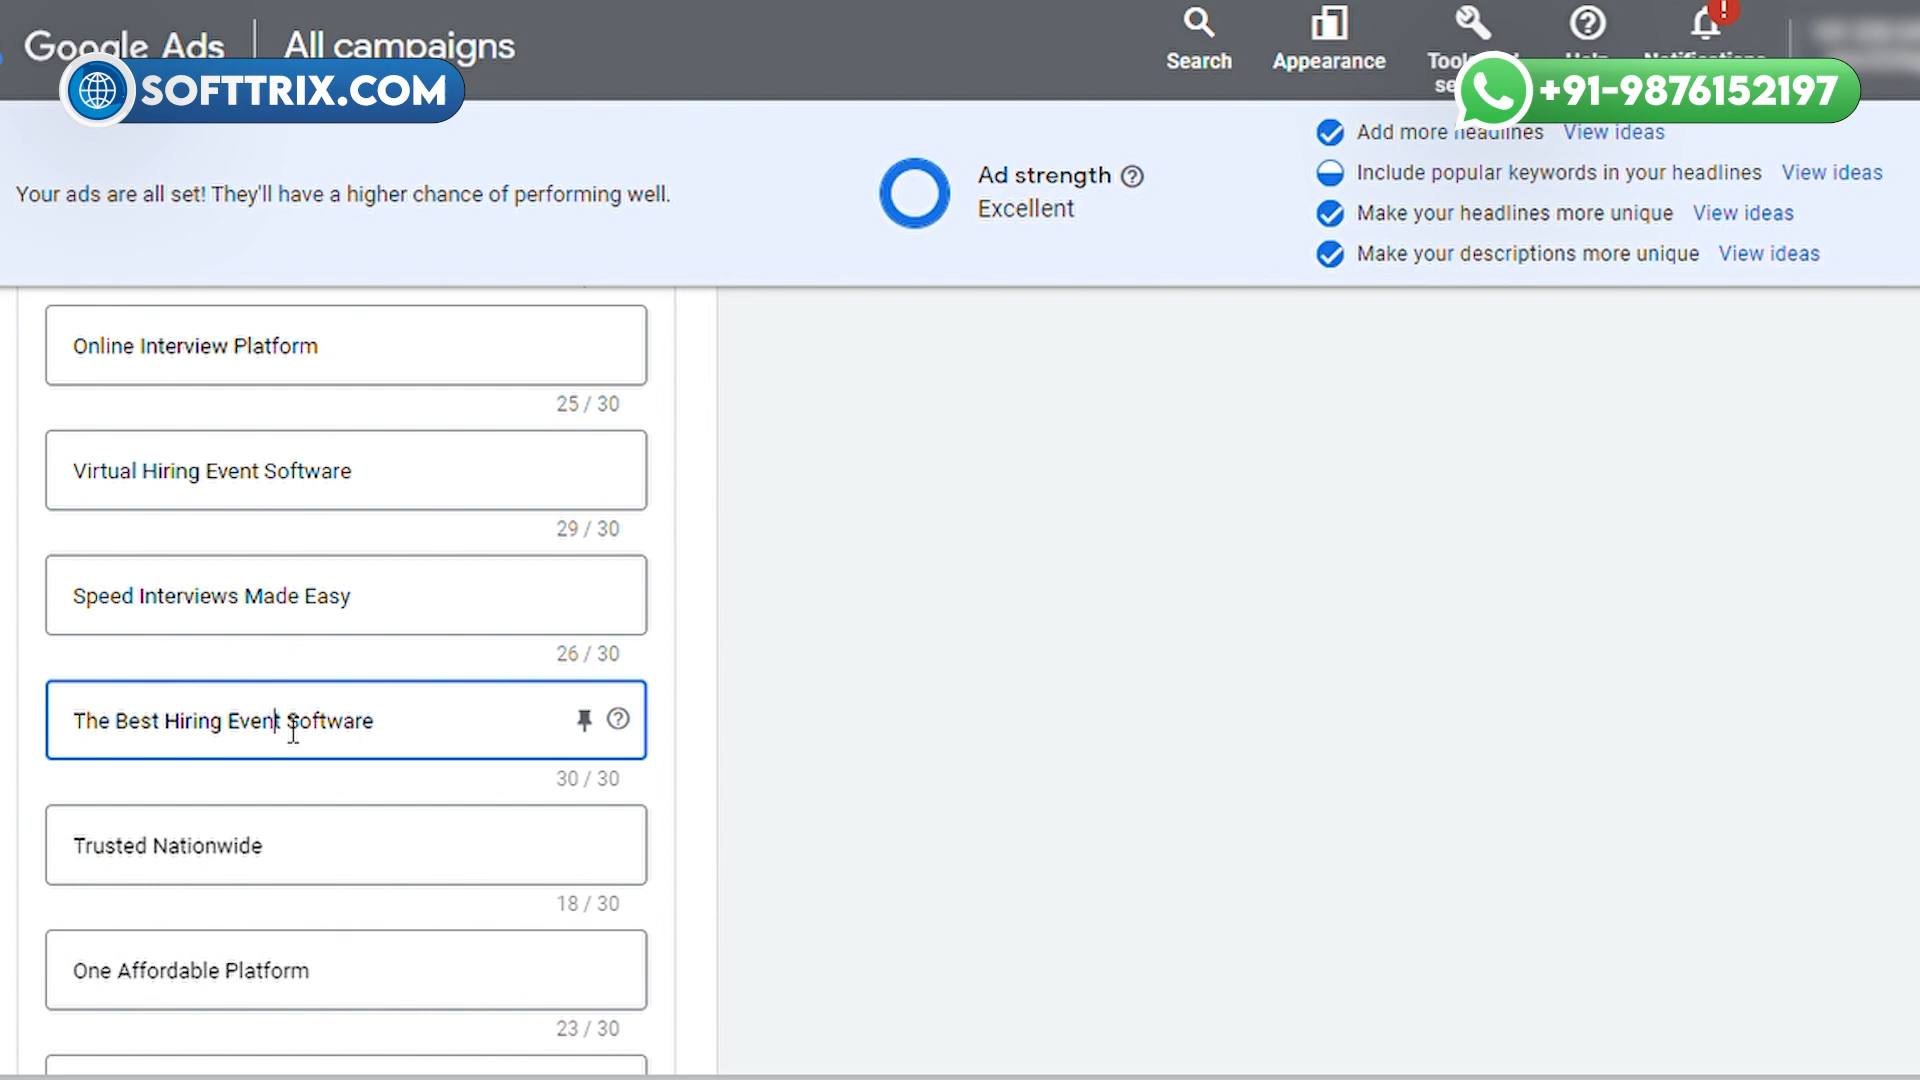 Google Ads
All campaigns
Search
Appearance
SOFTTRIX.COM
+91-9876152197
Your ads are all set! They'll have a higher chance of performing well.
Ad strength
Excellent
Add more headlines View ideas
Include popular keywords in your headlines View ideas
Make your headlines more unique View ideas
Make your descriptions more unique View ideas
Online Interview Platform
25 / 30
Virtual Hiring Event Software
29 / 30
Speed Interviews Made Easy
26 / 30
The Best Hiring Event Software
30 / 30
Trusted Nationwide
18 / 30
One Affordable Platform
23 / 30